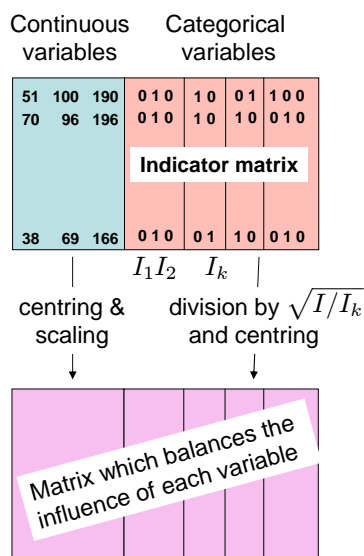 Continuous variables
Categorical variables
51 100 190 0 1 0 1 0 0 1 1 0 0
70 96 196 0 1 0 1 0 1 0 0 1 0
Indicator matrix
38 69 166 0 1 0 0 1 1 0 0 1 0
I₁ I₂ Iₖ
centring & scaling
division by √I/Iₖ
and centring
Matrix which balances the
influence of each variable